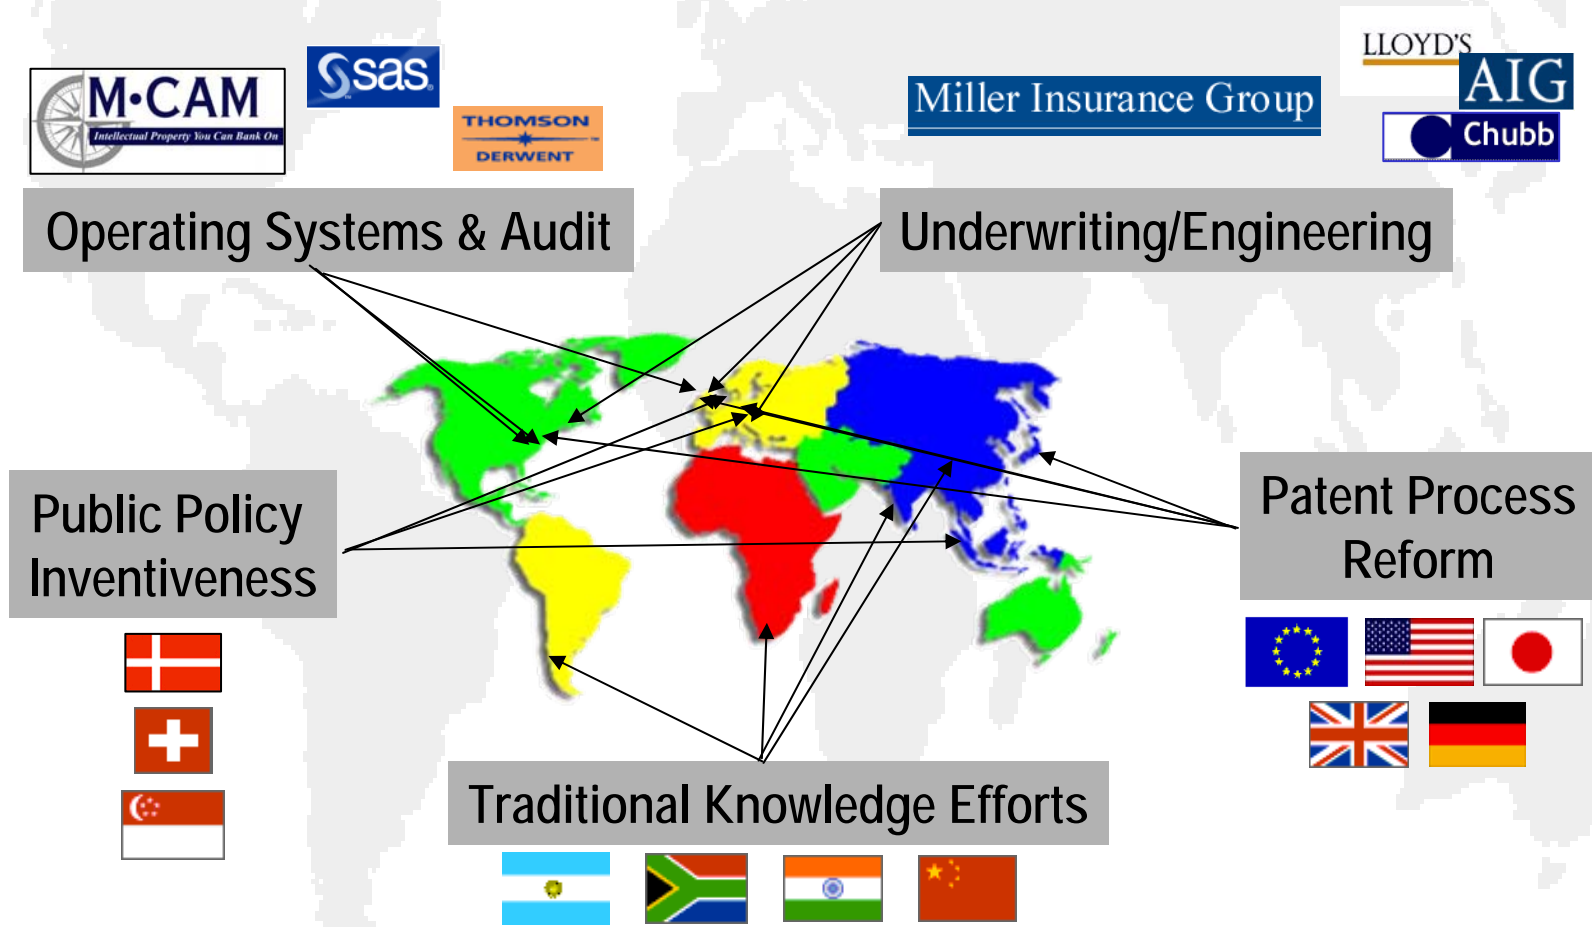 M·CAM
Intellectual Property You Can Bank On
sas
THOMSON
DERWENT
Miller Insurance Group
LLOYD'S
AIG
Chubb
Operating Systems & Audit
Underwriting/Engineering
Public Policy
Inventiveness
Patent Process
Reform
Traditional Knowledge Efforts